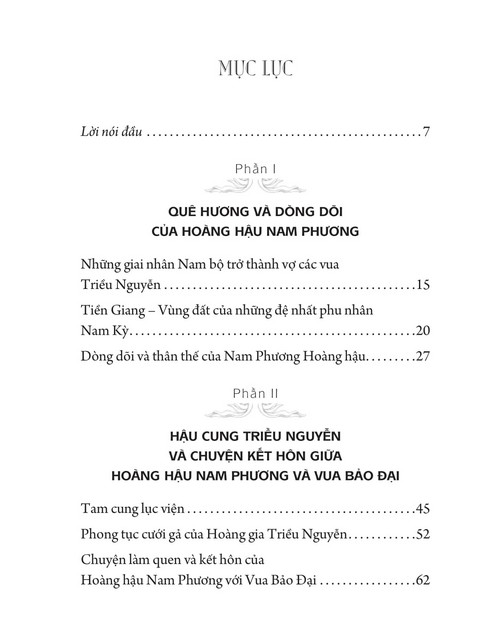 MỤC LỤC
Lời nói đầu ................................................7
Phần I
QUÊ HƯƠNG VÀ DÒNG DÕI
CỦA HOÀNG HẬU NAM PHƯƠNG
Những giai nhân Nam bộ trở thành vợ các vua
Triều Nguyễn ............................................15
Tiền Giang – Vùng đất của những đệ nhất phu nhân
Nam Kỳ ..................................................20
Dòng dõi và thân thế của Nam Phương Hoàng hậu.........27
Phần II
HẬU CUNG TRIỀU NGUYỄN
VÀ CHUYỆN KẾT HÔN GIỮA
HOÀNG HẬU NAM PHƯƠNG VÀ VUA BẢO ĐẠI
Tam cung lục viện ........................................45
Phong tục cưới gả của Hoàng gia Triều Nguyễn............52
Chuyện làm quen và kết hôn của
Hoàng hậu Nam Phương với Vua Bảo Đại .................62